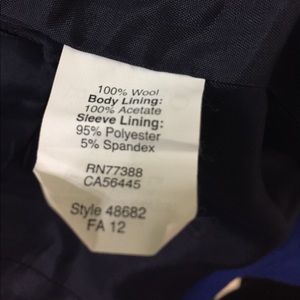 100% Wool
Body Lining:
100% Acetate
Sleeve Lining:
95% Polyester
5% Spandex
RN77388
CA56445
Style 48682
FA 12